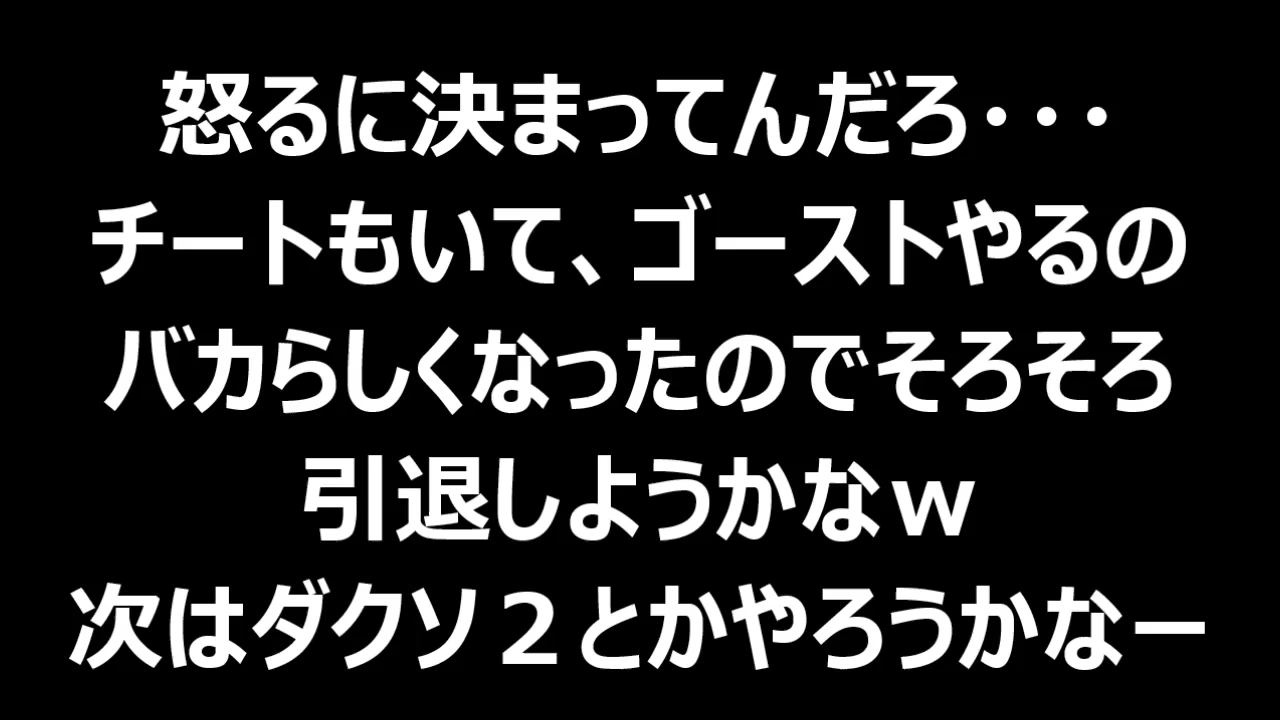 怒るに決まってんだろ・・・
チートもいて、ゴーストやるの
バカらしくなったのでそろそろ
引退しようかなｗ
次はダクソ２とかやろうかなー